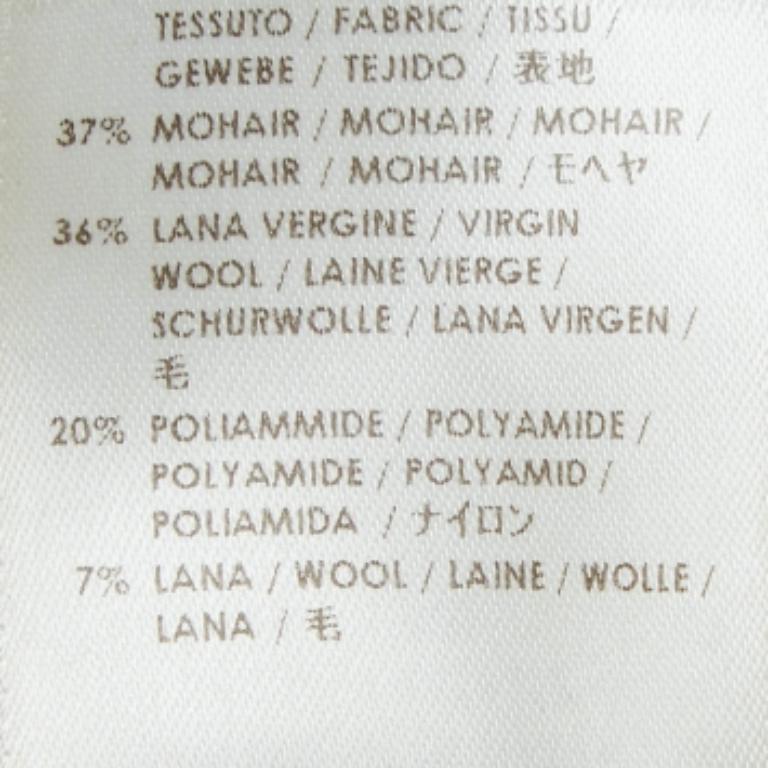 TESSUTO / FABRIC / TISSU /
GEWEBE / TEJIDO / 表地
37% MOHAIR / MOHAIR / MOHAIR /
MOHAIR / MOHAIR / モヘヤ
36% LANA VERGINE / VIRGIN
WOOL / LAINE VIERGE /
SCHURWOLLE / LANA VIRGEN /
毛
20% POLIAMMIDE / POLYAMIDE /
POLYAMIDE / POLYAMID /
POLIAMIDA / ナイロン
7% LANA / WOOL / LAINE / WOLLE /
LANA / 毛